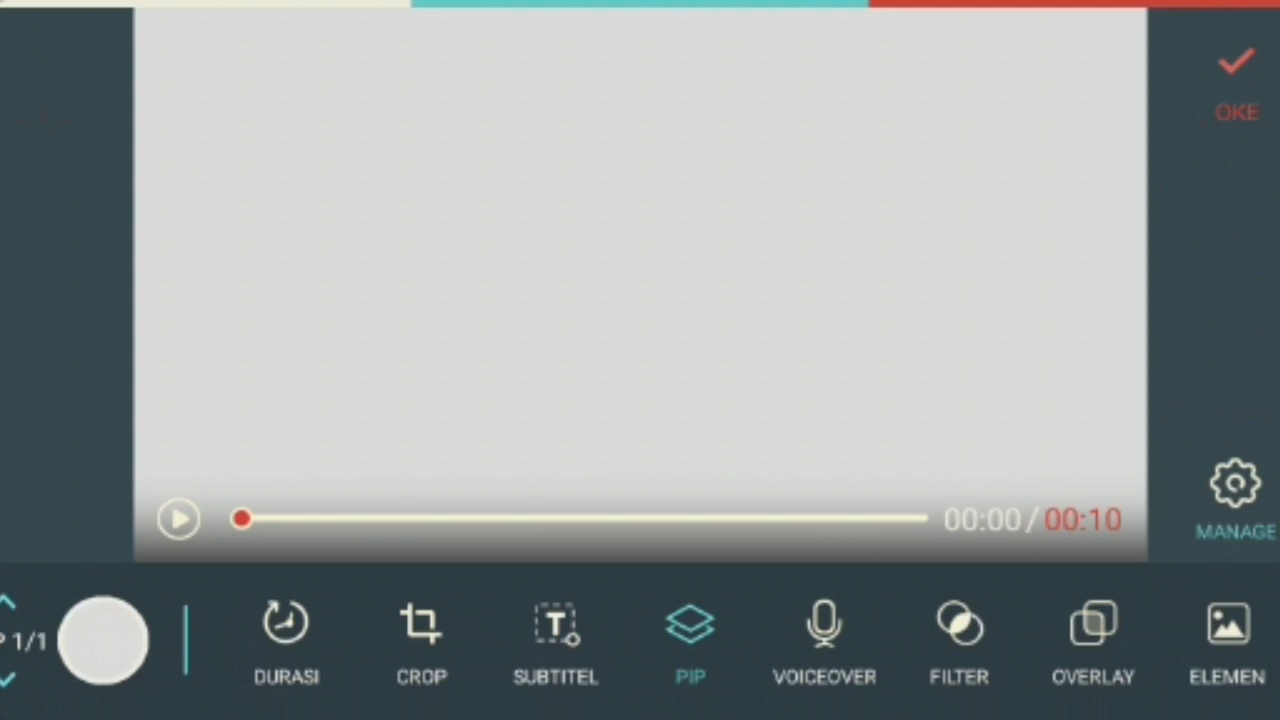 OKE
00:00/00:10
MANAGE
1/1
DURASI
CROP
SUBTITEL
PIP
VOICEOVER
FILTER
OVERLAY
ELEMEN